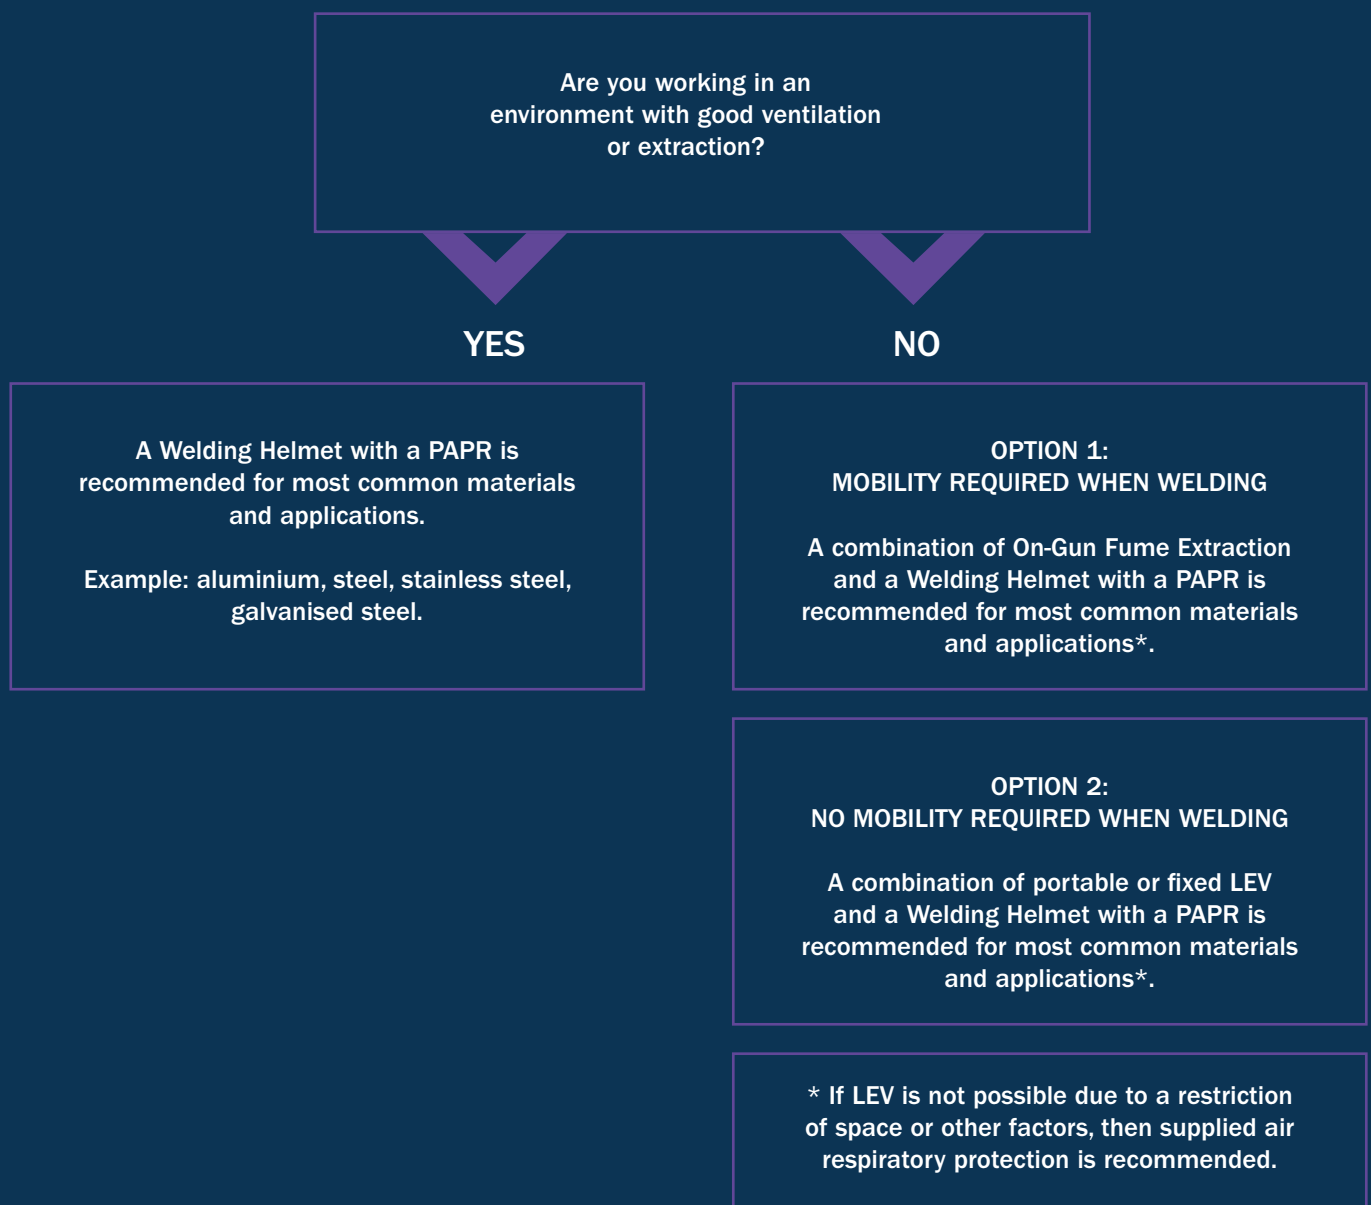 Are you working in an
environment with good ventilation
or extraction?
YES
NO
A Welding Helmet with a PAPR is
recommended for most common materials
and applications.
Example: aluminium, steel, stainless steel,
galvanised steel.
OPTION 1:
MOBILITY REQUIRED WHEN WELDING
A combination of On-Gun Fume Extraction
and a Welding Helmet with a PAPR is
recommended for most common materials
and applications*.
OPTION 2:
NO MOBILITY REQUIRED WHEN WELDING
A combination of portable or fixed LEV
and a Welding Helmet with a PAPR is
recommended for most common materials
and applications*.
* If LEV is not possible due to a restriction
of space or other factors, then supplied air
respiratory protection is recommended.